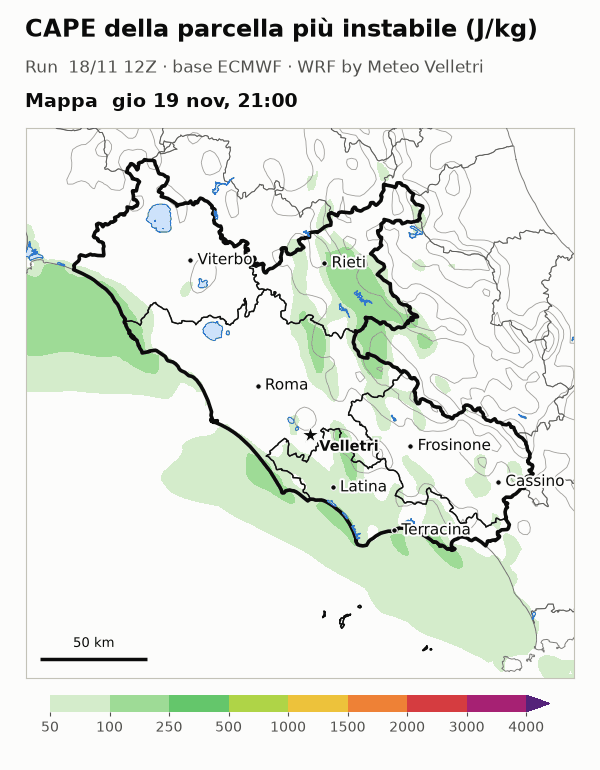 CAPE della parcella più instabile (J/kg)
Run  18/11 12Z · base ECMWF · WRF by Meteo Velletri
Mappa  gio 19 nov, 21:00
Viterbo
Rieti
Roma
Velletri
Frosinone
Latina
Cassino
Terracina
50 km
50 100 250 500 1000 1500 2000 3000 4000